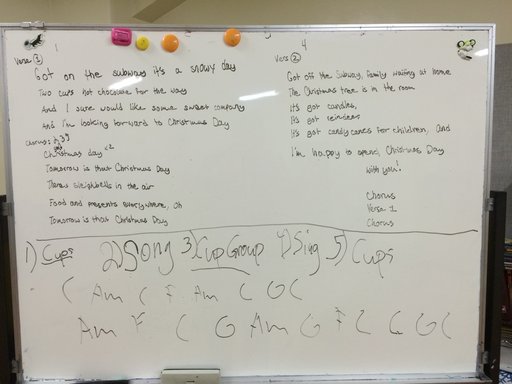 Verse 1
Got on the subway it's a snowy day
Two cups hot chocolate for the way
And I sure would like some sweet company
And I'm looking forward to Christmas Day
Chorus:
Christmas day x2
Tomorrow is that Christmas Day
There's sleighbells in the air
Food and presents everywhere, oh
Tomorrow is that Christmas Day
4
Verse 2
Got off the subway, Family waiting at home
The Christmas tree is in the room
It's got candles,
It's got reindeer
It's got candy canes for children, and
I'm happy to spend, Christmas Day
With you!
Chorus
Verse 1
Chorus
1) Cups 2) Song 3) Cup Group 4) Sing 5) Cups
C Am C F Am C G C
Am F C G Am G F C C G C